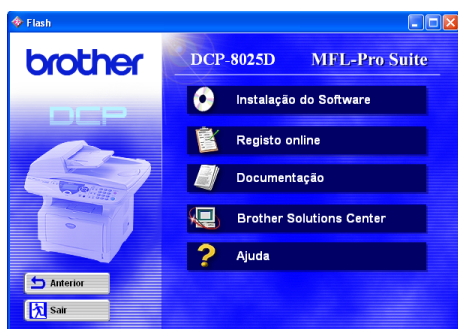 Flash
brother
DCP-8025D MFL-Pro Suite
DCP
Instalação do Software
Registo online
Documentação
Brother Solutions Center
Ajuda
Anterior
Sair